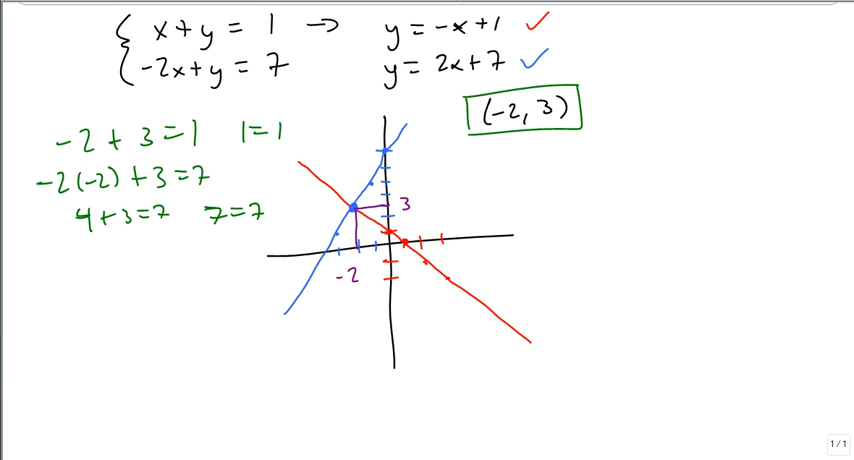 x+y = 1 → y = -x+1 ✓
-2x+y = 7 y = 2x+7 ✓
(-2, 3)
-2 + 3 = 1 1=1
-2(-2) + 3 = 7
4+3=7 7=7
3
-2
1 / 1